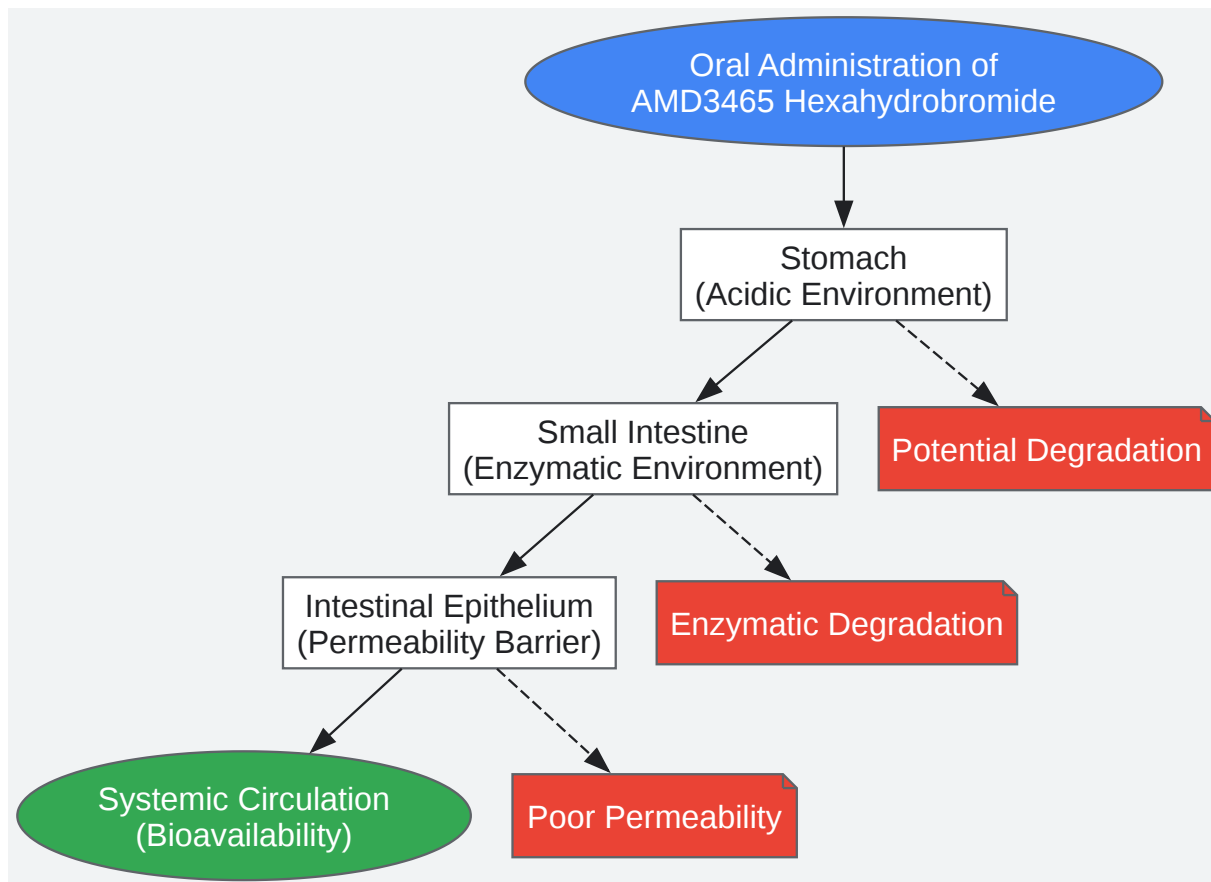 Oral Administration of
AMD3465 Hexahydrobromide
Stomach
(Acidic Environment)
Small Intestine
(Enzymatic Environment)
Potential Degradation
Intestinal Epithelium
(Permeability Barrier)
Enzymatic Degradation
Systemic Circulation
(Bioavailability)
Poor Permeability